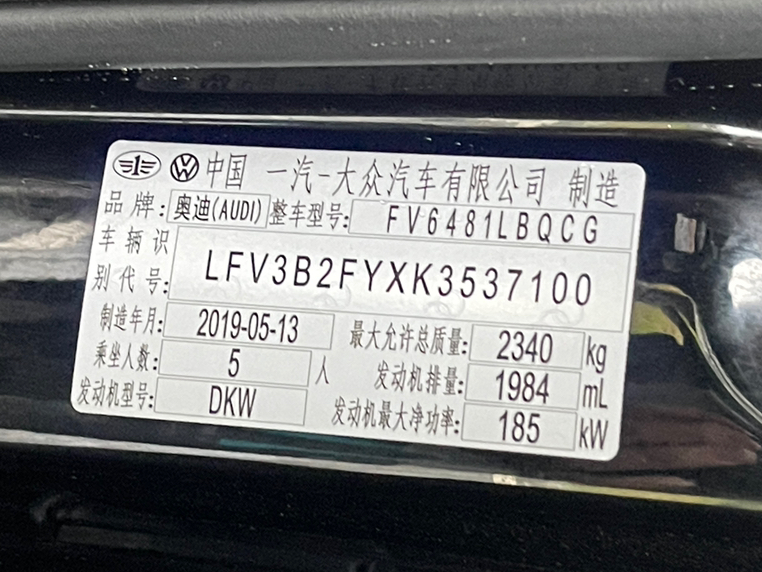 中国 一汽-大众汽车有限公司 制造
品牌: 奥迪(AUDI) 整车型号: FV6481LBQCG
车辆识别代号: LFV3B2FYXK3537100
制造年月: 2019-05-13 最大允许总质量: 2340 kg
乘坐人数: 5 人 发动机排量: 1984 mL
发动机型号: DKW 发动机最大净功率: 185 kW